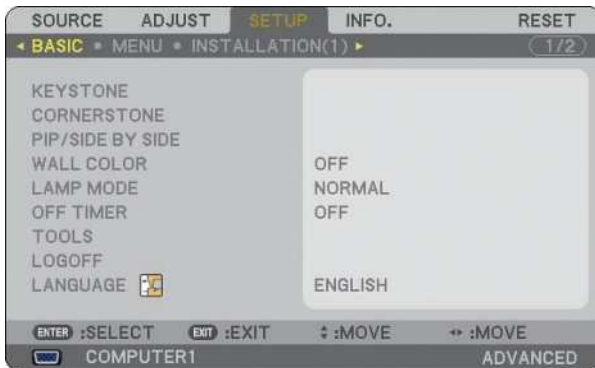 SOURCE ADJUST SETUP INFO. RESET
BASIC • MENU • INSTALLATION(1) 1/2
KEYSTONE
CORNERSTONE
PIP/SIDE BY SIDE
WALL COLOR OFF
LAMP MODE NORMAL
OFF TIMER OFF
TOOLS
LOGOFF
LANGUAGE ENGLISH
ENTER :SELECT EXIT :EXIT :MOVE :MOVE
COMPUTER1 ADVANCED